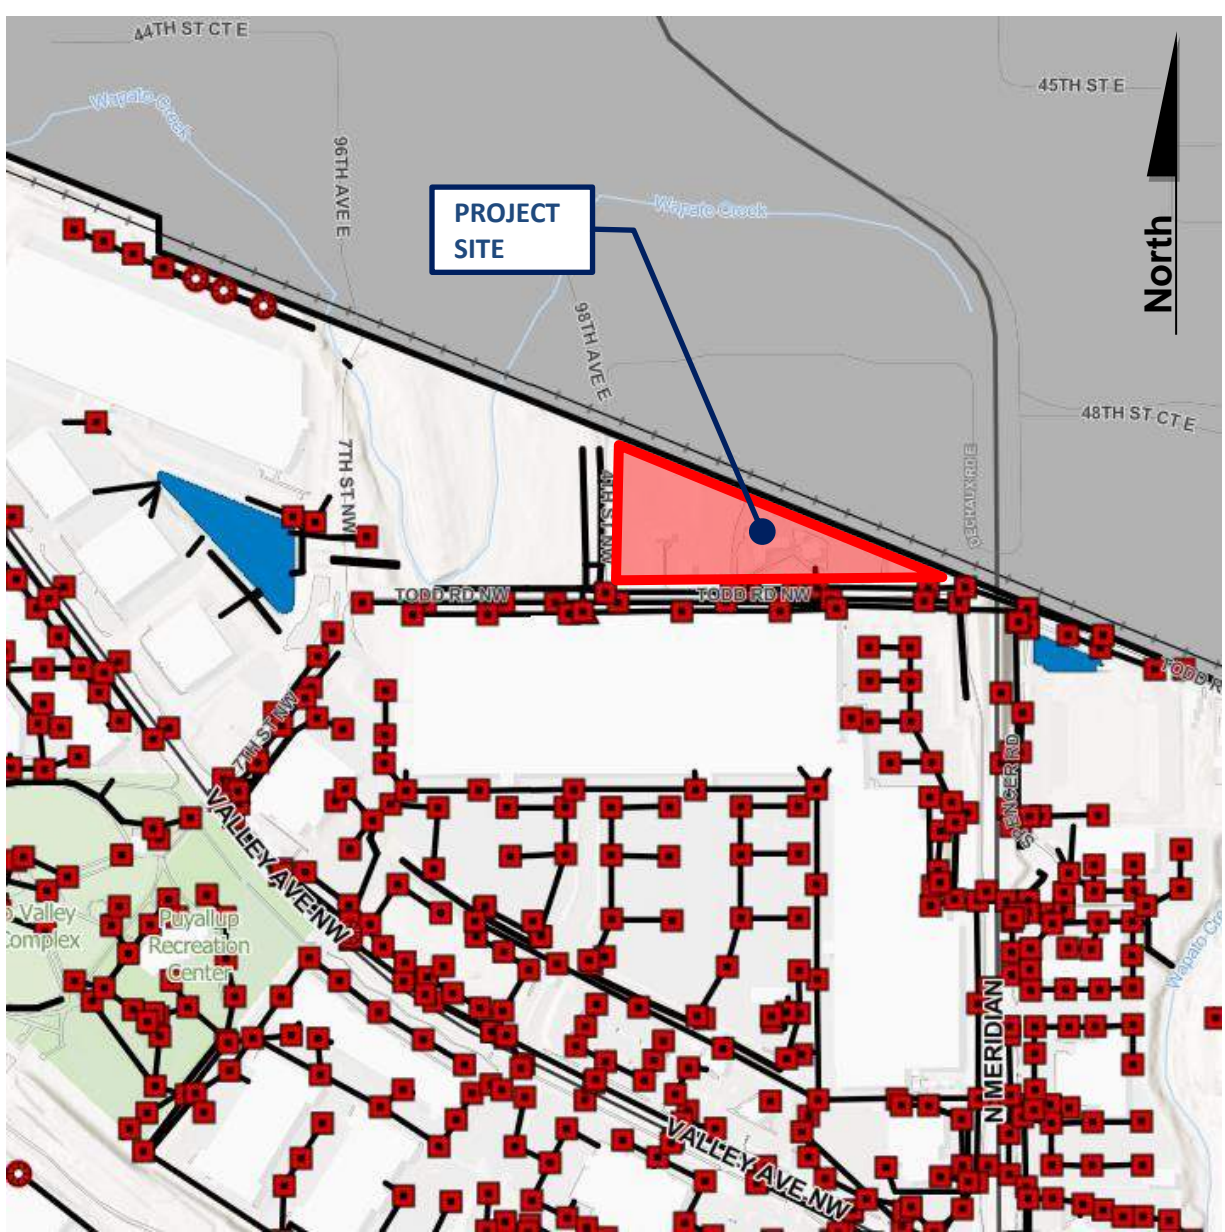 44TH ST CT E
45TH ST E
Wapato Creek
96TH AVE E
PROJECT
SITE
Wapato Creek
North
98TH AVE E
48TH ST CT E
7TH ST NW
4TH ST NW
DECHAUX RD E
TODD RD NW
TODD RD NW
TODD R
7TH ST NW
SPENCER RD
VALLEY AVE NW
o Valley
Complex
Puyallup
Recreation
Center
Wapato Cr
N MERIDIAN
VALLEY AVE NW